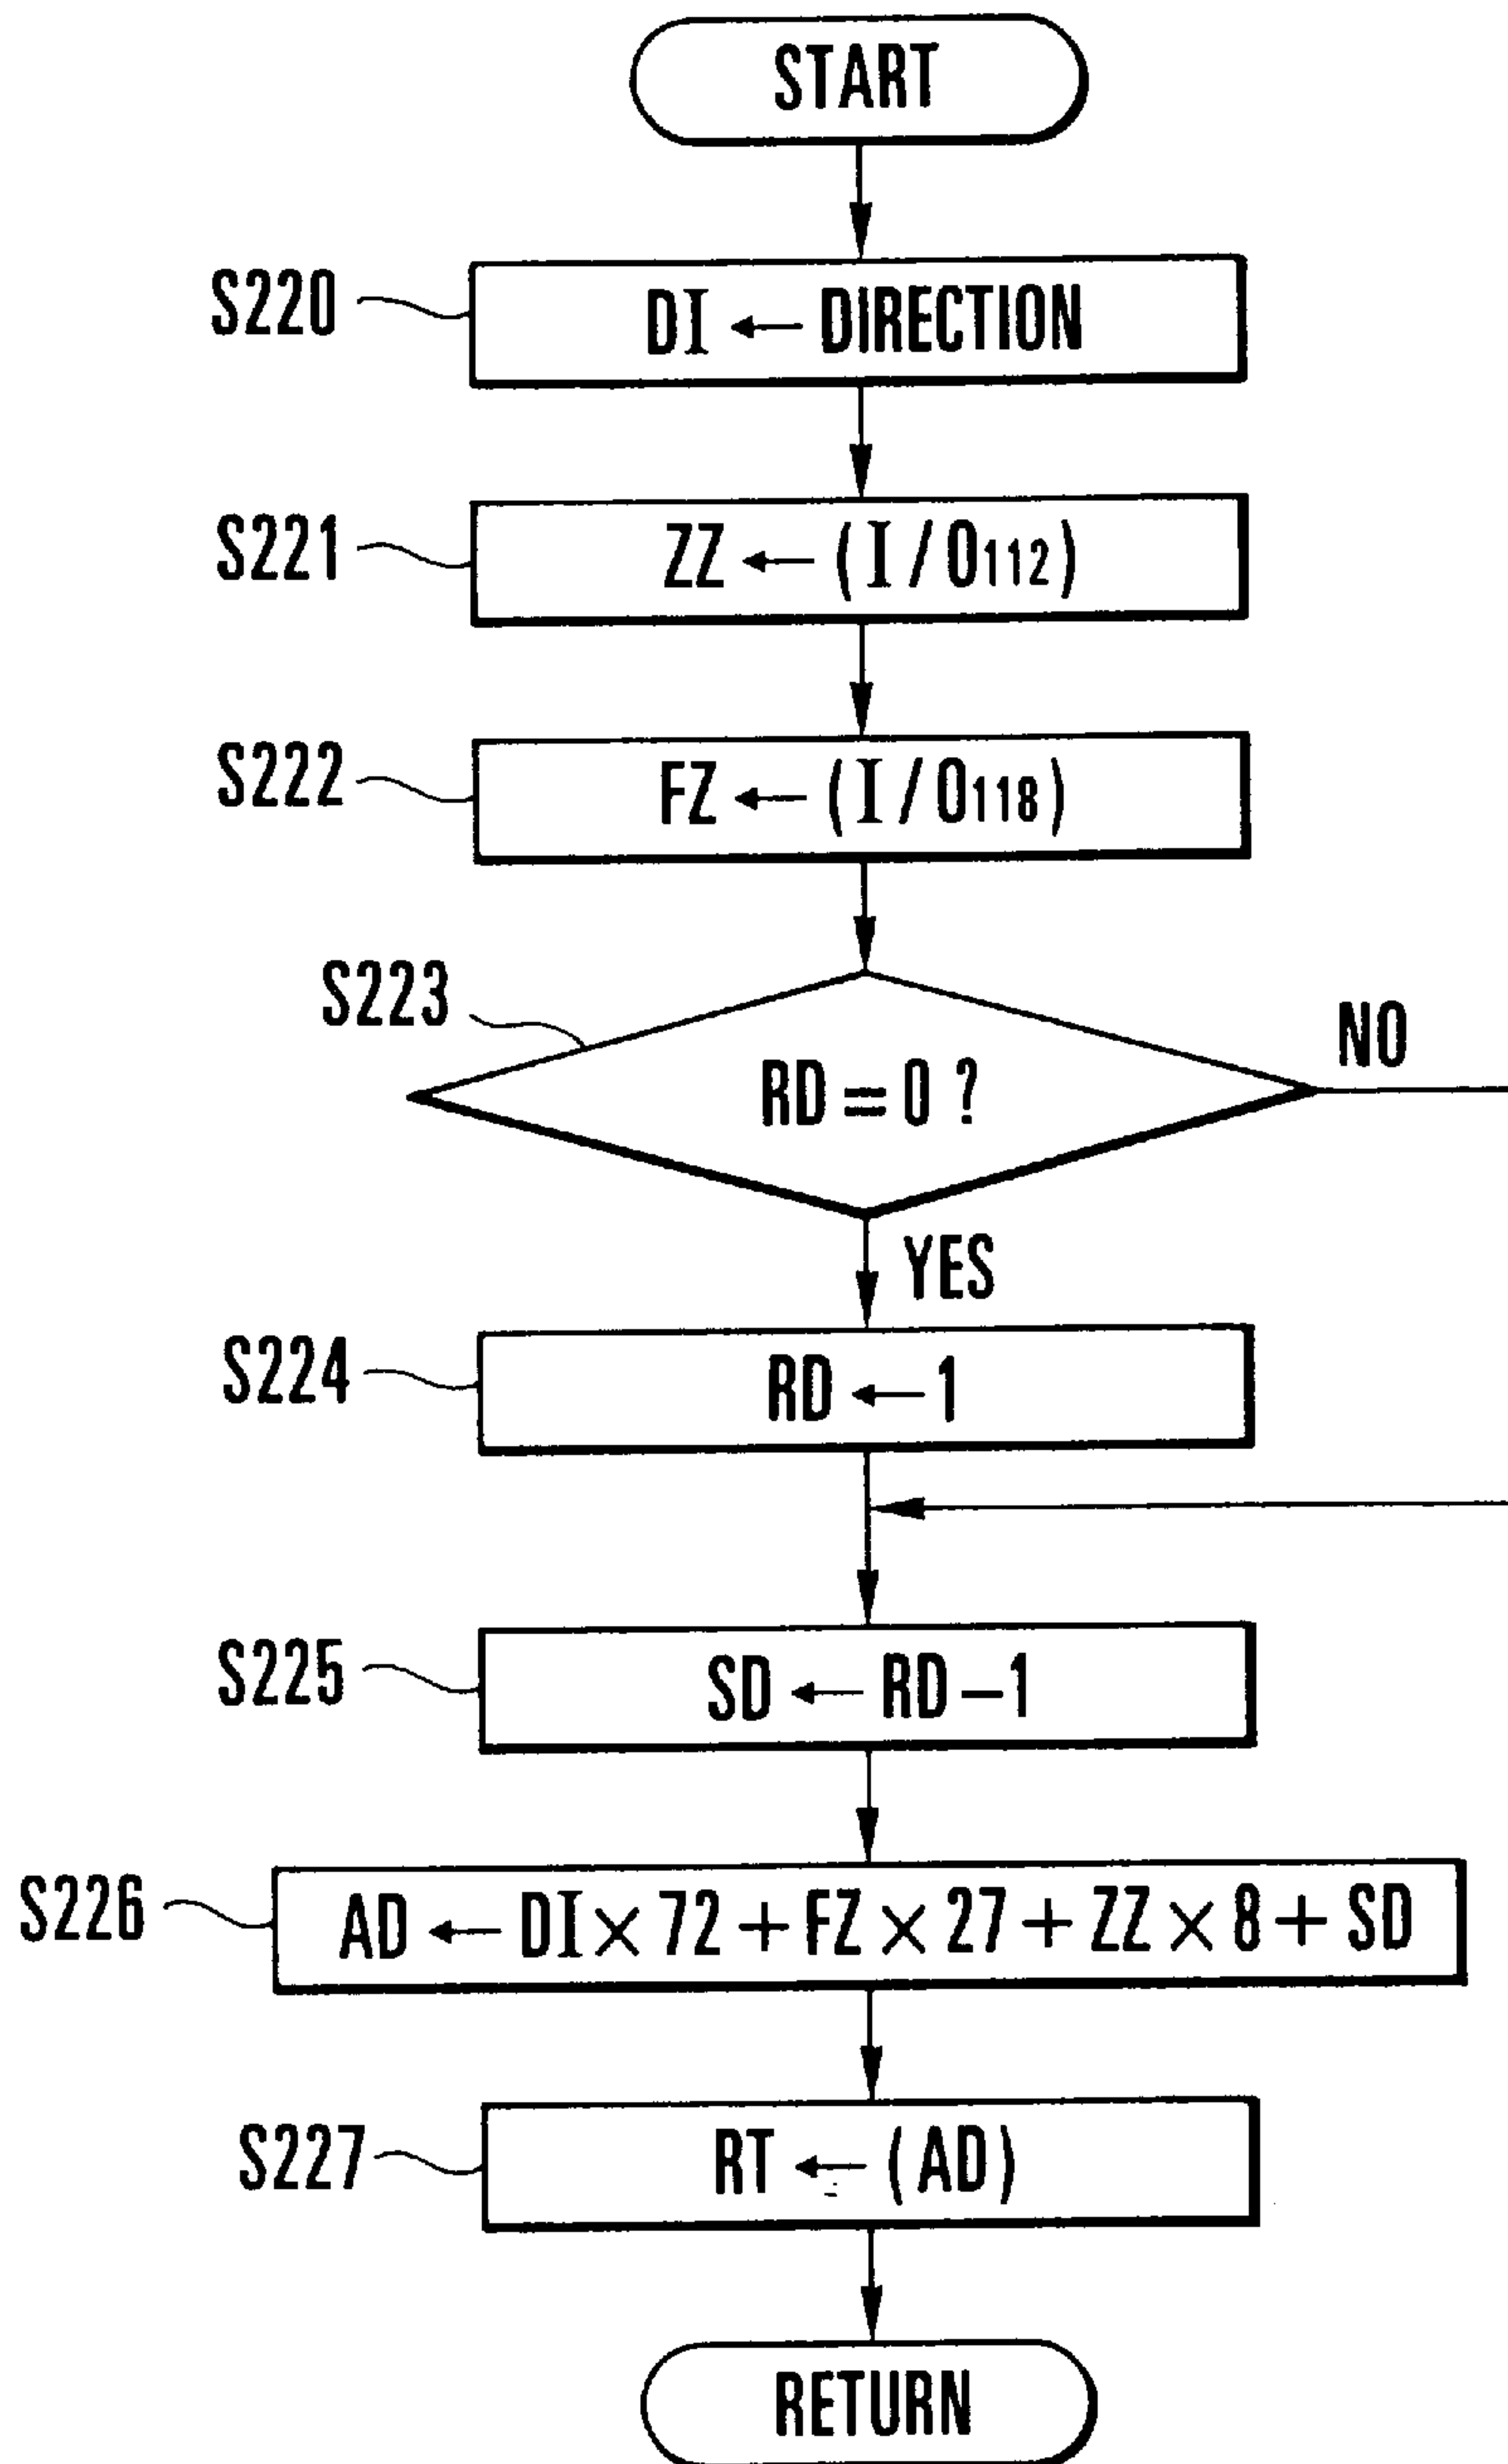 START
S220
DI ← DIRECTION
S221
ZZ ← (I/O112)
S222
FZ ← (I/O118)
S223
RD = 0 ?
NO
YES
S224
RD ← 1
S225
SD ← RD – 1
S226
AD ← DI × 72 + FZ × 27 + ZZ × 8 + SD
S227
RT ← (AD)
RETURN